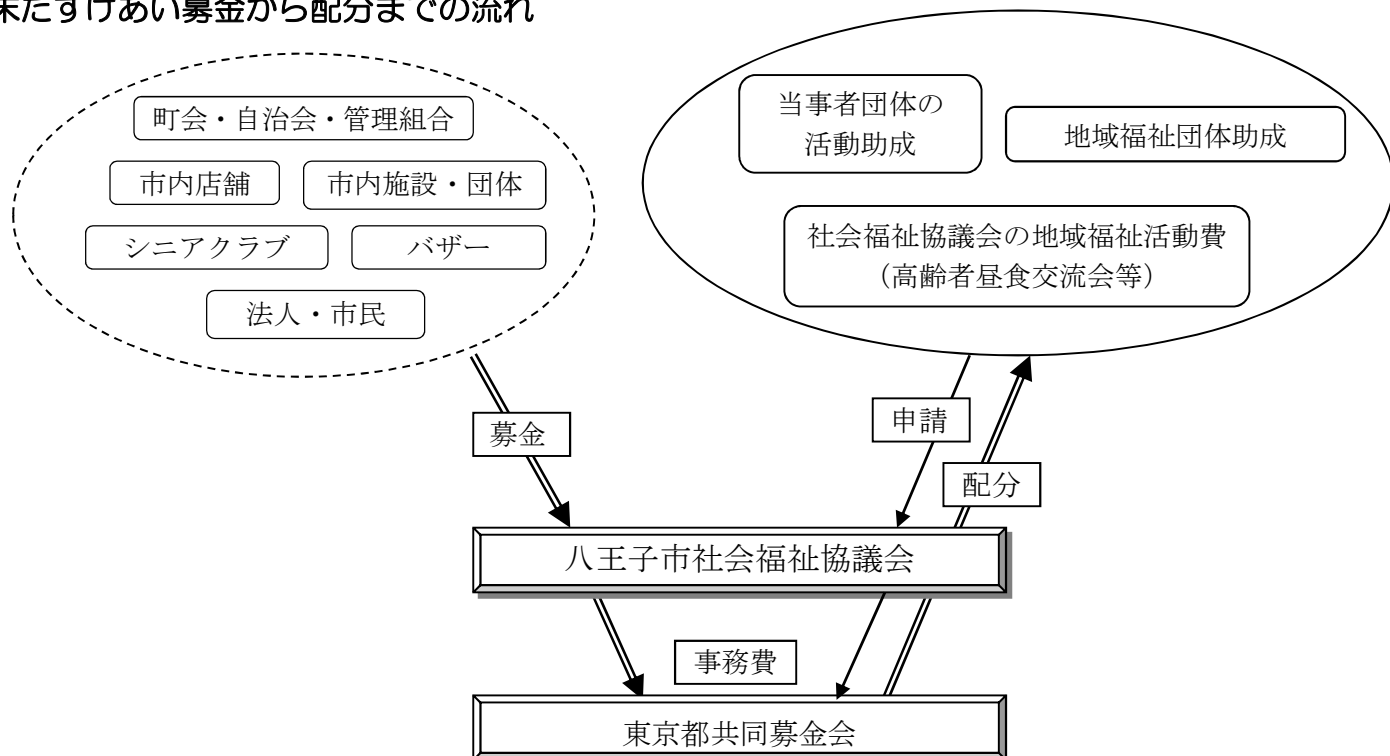 末たすけあい募金から配分までの流れ
町会・自治会・管理組合
市内店舗
市内施設・団体
シニアクラブ
バザー
法人・市民
当事者団体の
活動助成
地域福祉団体助成
社会福祉協議会の地域福祉活動費
（高齢者昼食交流会等）
募金
申請
配分
八王子市社会福祉協議会
事務費
東京都共同募金会